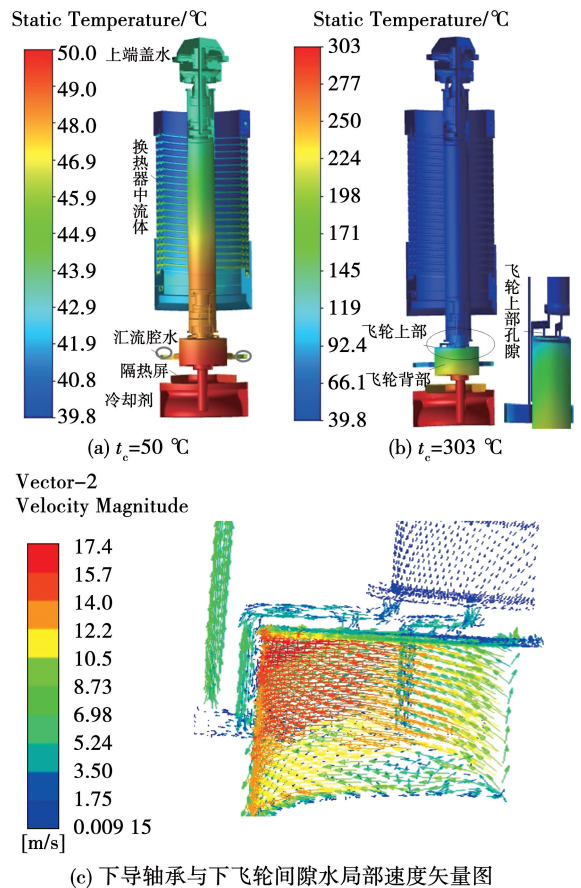 Static Temperature/℃
50.0
49.0
48.0
46.9
45.9
44.9
43.9
42.9
41.9
40.8
39.8
上端盖水
换热器中流体
汇流腔水
隔热屏
冷却剂
(a) tc=50 ℃
Static Temperature/℃
303
277
250
224
198
171
145
119
92.4
66.1
39.8
飞轮上部
飞轮背部
飞轮上部孔隙
(b) tc=303 ℃
Vector-2
Velocity Magnitude
17.4
15.7
14.0
12.2
10.5
8.73
6.98
5.24
3.50
1.75
0.009 15
[m/s]
(c) 下导轴承与下飞轮间隙水局部速度矢量图